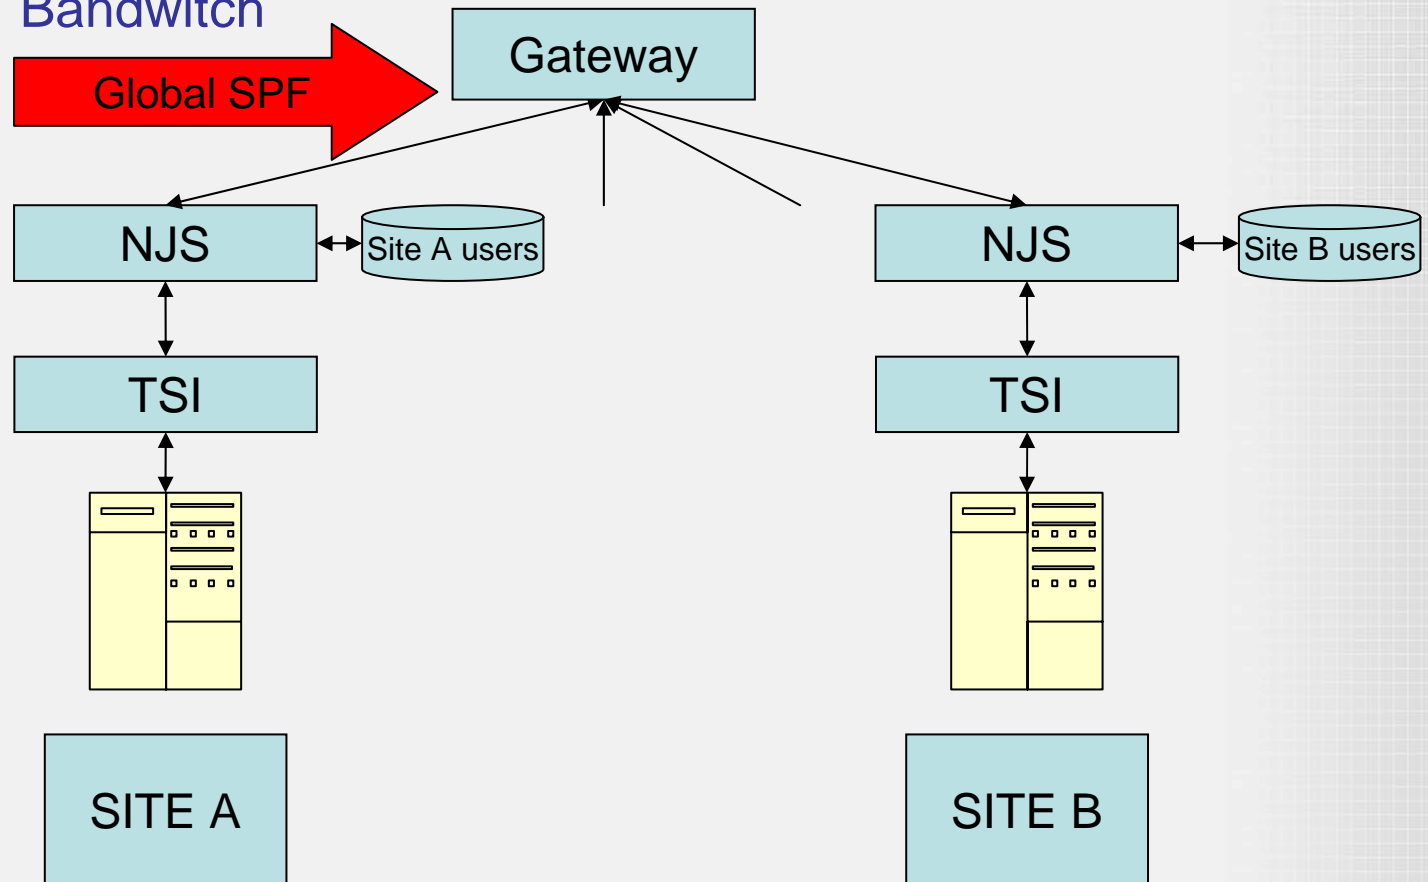 Bandwitch
Gateway
Global SPF
NJS
Site A users
NJS
Site B users
TSI
TSI
SITE A
SITE B